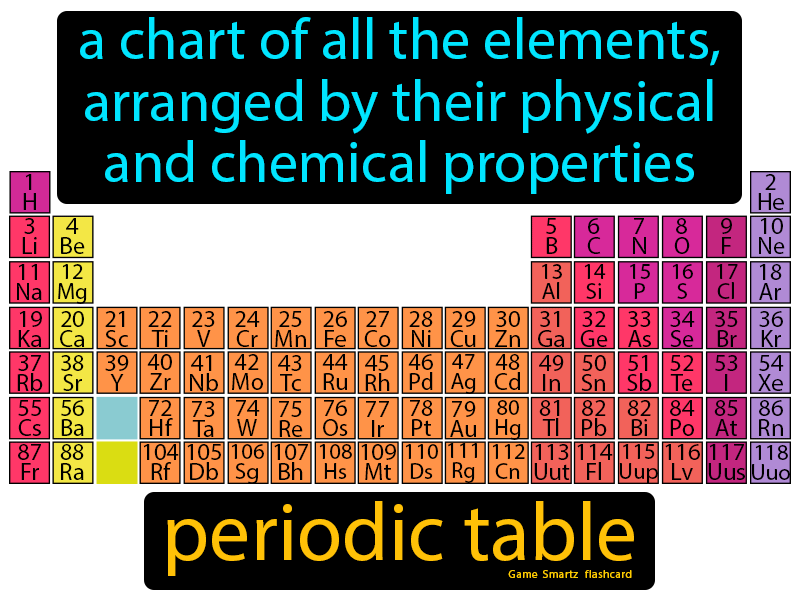 a chart of all the elements,
arranged by their physical
and chemical properties
1 2
H He
3 4 5 6 7 8 9 10
Li Be B C N O F Ne
11 12 13 14 15 16 17 18
Na Mg Al Si P S Cl Ar
19 20 21 22 23 24 25 26 27 28 29 30 31 32 33 34 35 36
Ka Ca Sc Ti V Cr Mn Fe Co Ni Cu Zn Ga Ge As Se Br Kr
37 38 39 40 41 42 43 44 45 46 47 48 49 50 51 52 53 54
Rb Sr Y Zr Nb Mo Tc Ru Rh Pd Ag Cd In Sn Sb Te I Xe
55 56 72 73 74 75 76 77 78 79 80 81 82 82 84 85 86
Cs Ba Hf Ta W Re Os Ir Pt Au Hg Tl Pb Bi Po At Rn
87 88 104 105 106 107 108 109 110 111 112 113 114 115 116 117 118
Fr Ra Rf Db Sg Bh Hs Mt Ds Rg Cn Uut Fl Uup Lv Uus Uuo
periodic table
Game Smartz flashcard